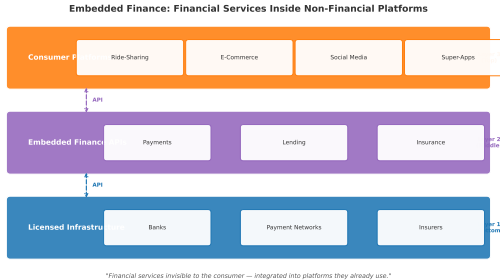 Embedded Finance: Financial Services Inside Non-Financial Platforms
Consumer
Ride-Sharing
E-Commerce
Social Media
Super-Apps
API
Embedded Finance
Payments
Lending
Insurance
API
Licensed Infrastruc
Banks
Payment Networks
Insurers
"Financial services invisible to the consumer — integrated into platforms they already use."